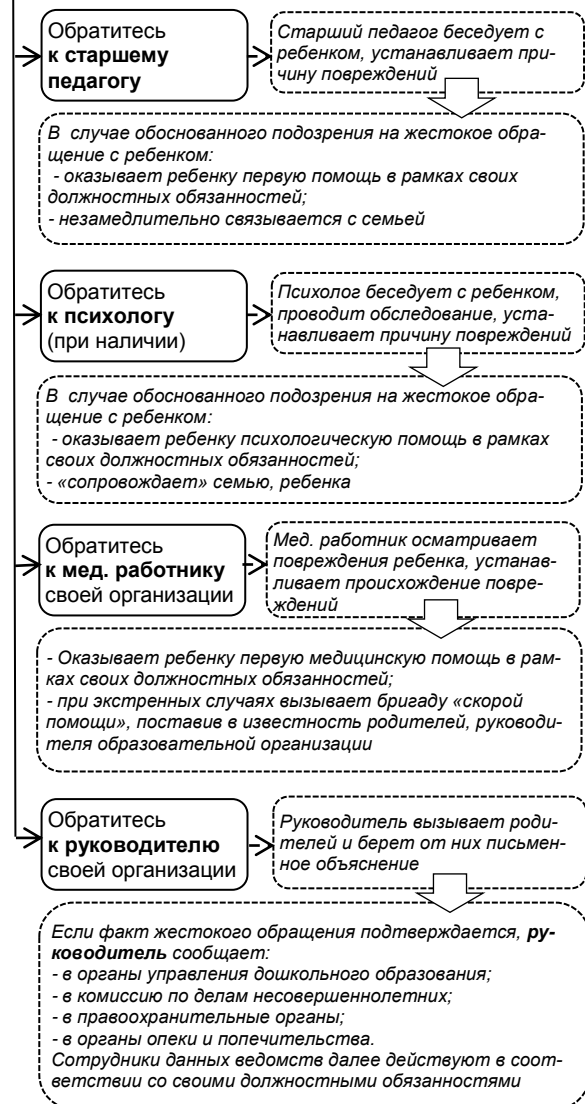 Обратитесь
к старшему
педагогу
Старший педагог беседует с
ребенком, устанавливает при-
чину повреждений
В  случае обоснованного подозрения на жестокое обра-
щение с ребенком:
- оказывает ребенку первую помощь в рамках своих
должностных обязанностей;
- незамедлительно связывается с семьей
Обратитесь
к психологу
(при наличии)
Психолог беседует с ребенком,
проводит обследование, уста-
навливает причину повреждений
В  случае обоснованного подозрения на жестокое обра-
щение с ребенком:
- оказывает ребенку психологическую помощь в рамках
своих должностных обязанностей;
- «сопровождает» семью, ребенка
Обратитесь
к мед. работнику
своей организации
Мед. работник осматривает
повреждения ребенка, устанав-
ливает происхождение повре-
ждений
- Оказывает ребенку первую медицинскую помощь в рам-
ках своих должностных обязанностей;
- при экстренных случаях вызывает бригаду «скорой
помощи», поставив в известность родителей, руководи-
теля образовательной организации
Обратитесь
к руководителю
своей организации
Руководитель вызывает роди-
телей и берет от них письмен-
ное объяснение
Если факт жестокого обращения подтверждается, ру-
ководитель сообщает:
- в органы управления дошкольного образования;
- в комиссию по делам несовершеннолетних;
- в правоохранительные органы;
- в органы опеки и попечительства.
Сотрудники данных ведомств далее действуют в соот-
ветствии со своими должностными обязанностями